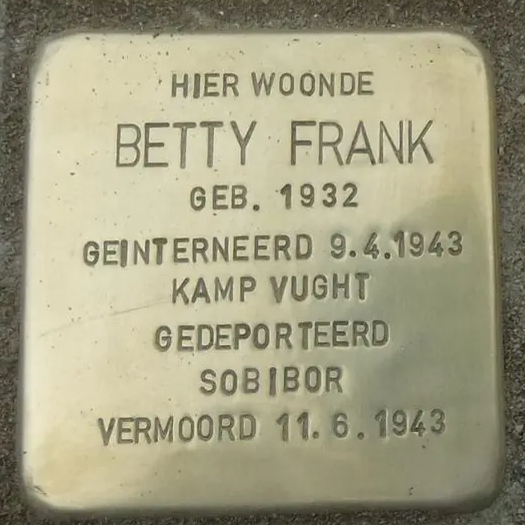 HIER WOONDE
BETTY FRANK
GEB. 1932
GEINTERNEERD 9.4.1943
KAMP VUGHT
GEDEPORTEERD
SOBIBOR
VERMOORD 11.6.1943